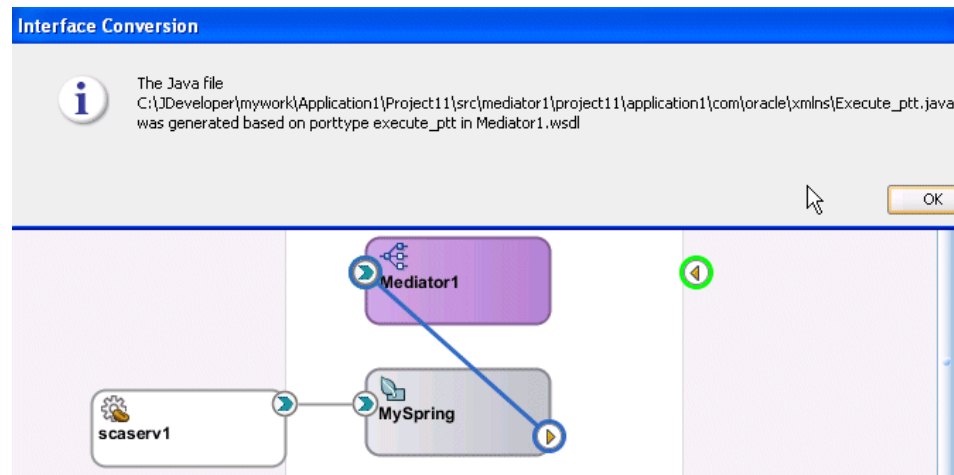 Interface Conversion
The Java file
C:\JDeveloper\mywork\Application1\Project11\src\mediator1\project11\application1\com\oracle\xmlns\Execute_ptt.java
was generated based on porttype execute_ptt in Mediator1.wsdl
OK
Mediator1
MySpring
scaserv1